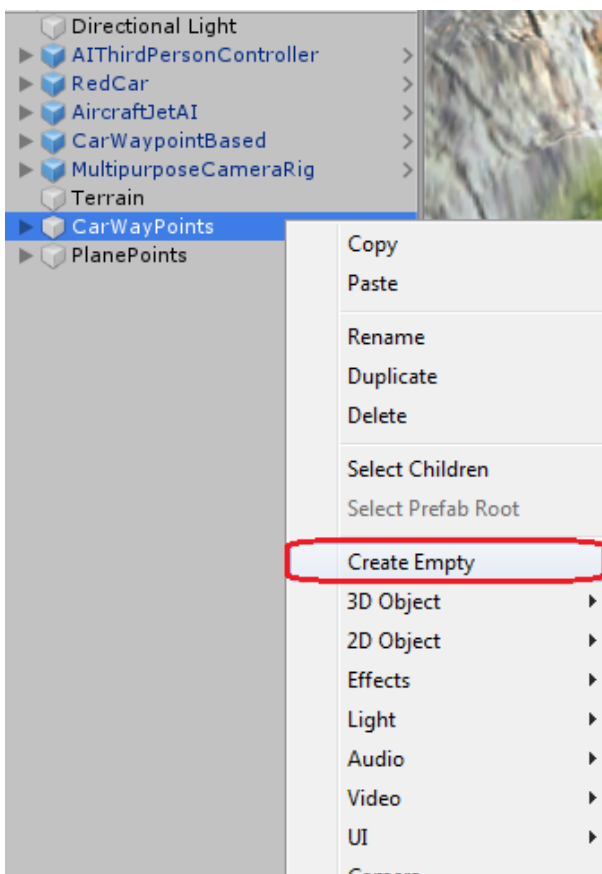 Directional Light
AIThirdPersonController
RedCar
AircraftJetAI
CarWaypointBased
MultipurposeCameraRig
Terrain
CarWayPoints
PlanePoints
Copy
Paste
Rename
Duplicate
Delete
Select Children
Select Prefab Root
Create Empty
3D Object
2D Object
Effects
Light
Audio
Video
UI
Camera